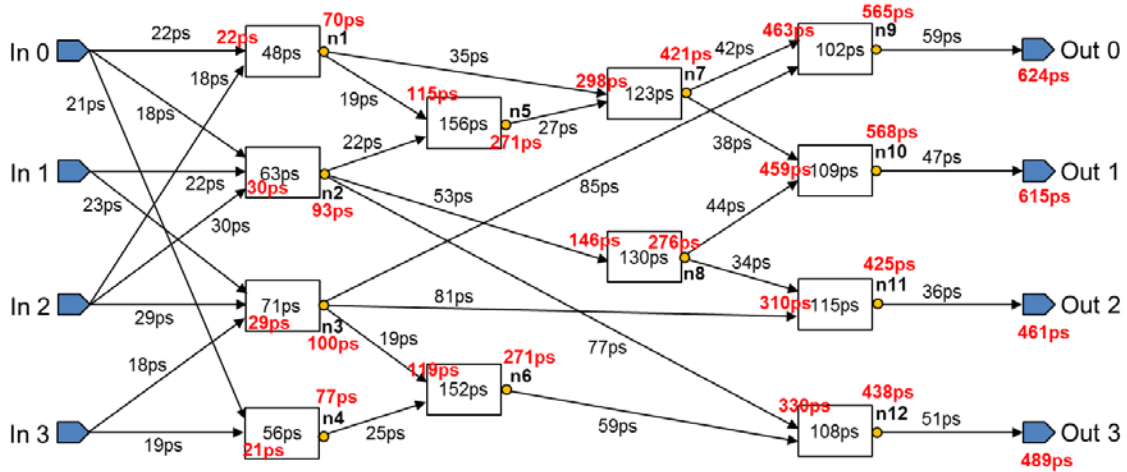 70ps 463ps 565ps
In 0 22ps 22ps 48ps n1 35ps 421ps 42ps 102ps n9 59ps Out 0
18ps 115ps 298ps n7 624ps
21ps 18ps 19ps 156ps n5 27ps 123ps
22ps 271ps 38ps 568ps
In 1 22ps 63ps 30ps n2 93ps 53ps 85ps 459ps 109ps n10 47ps Out 1
23ps 44ps 615ps
30ps 146ps 276ps
130ps n8 34ps 425ps
In 2 71ps 81ps 310ps 115ps n11 36ps Out 2
29ps 29ps n3 461ps
100ps 19ps 77ps
18ps 119ps 271ps
77ps 152ps n6 330ps 438ps
In 3 19ps 56ps n4 25ps 59ps 108ps n12 51ps Out 3
21ps 489ps